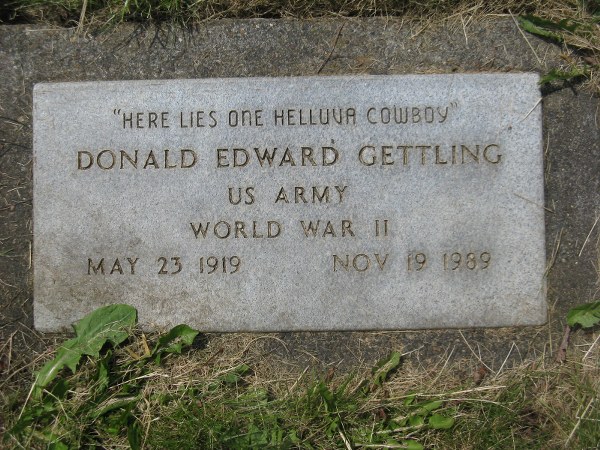 "HERE LIES ONE HELLUVA COWBOY"
DONALD EDWARD GETTLING
US ARMY
WORLD WAR II
MAY 23 1919 NOV 19 1989